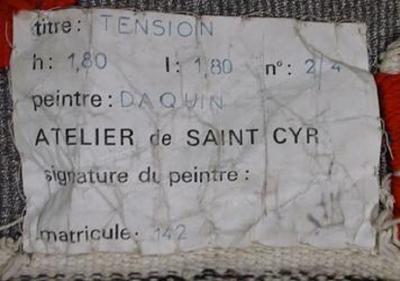 titre: TENSION
h: 1,80 l: 1,80 n°: 2/4
peintre: DAQUIN
ATELIER de SAINT CYR
signature du peintre:
matricule: 142